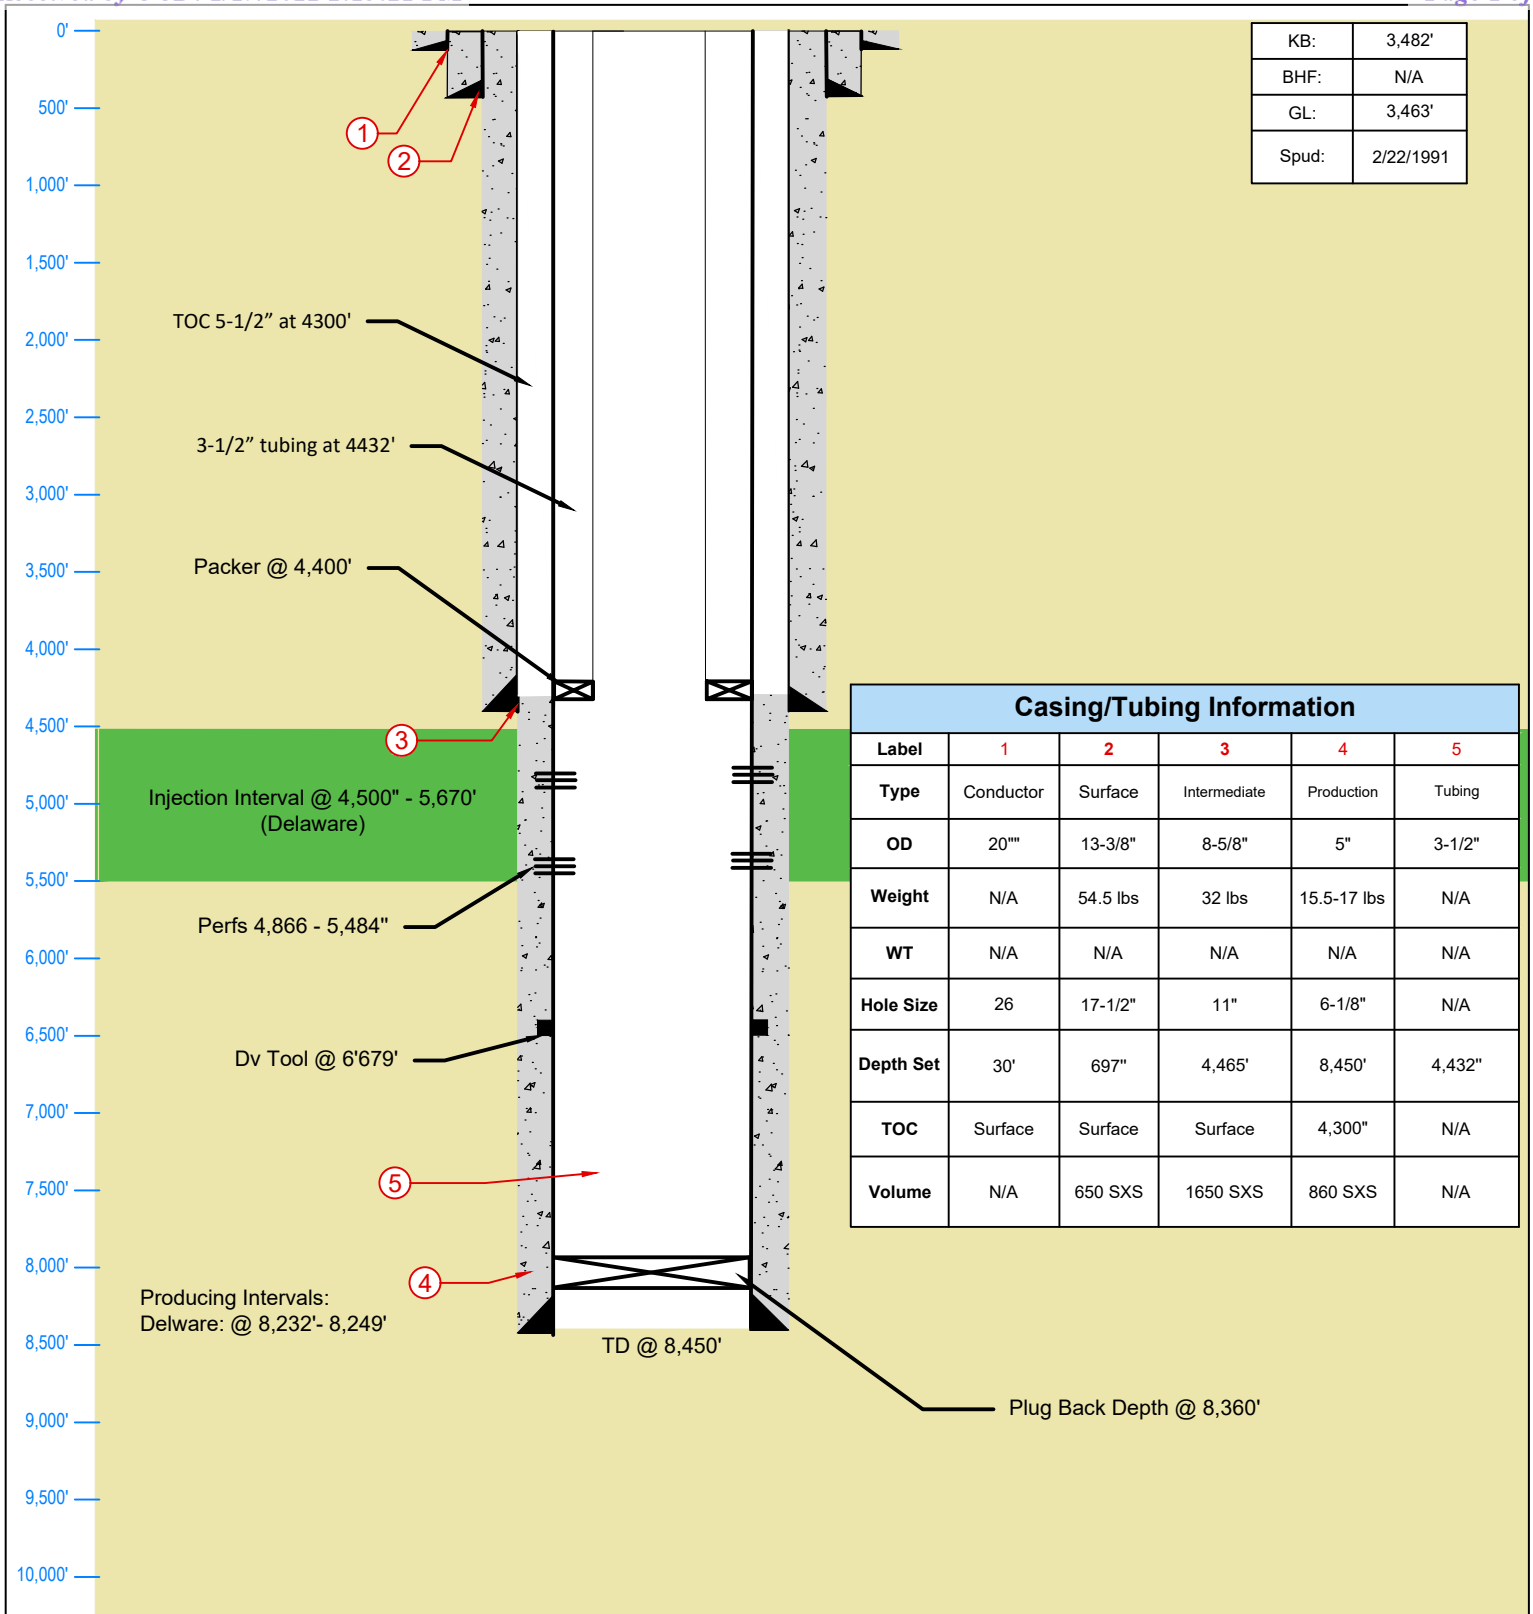 0'
500'
1,000'
1,500'
2,000'
2,500'
3,000'
3,500'
4,000'
4,500'
5,000'
5,500'
6,000'
6,500'
7,000'
7,500'
8,000'
8,500'
9,000'
9,500'
10,000'
KB: 3,482'
BHF: N/A
GL: 3,463'
Spud: 2/22/1991
1
2
TOC 5-1/2” at 4300'
3-1/2” tubing at 4432'
Packer @ 4,400'
3
Injection Interval @ 4,500" - 5,670'
(Delaware)
Perfs 4,866 - 5,484"
Dv Tool @ 6'679'
5
4
Producing Intervals:
Delware: @ 8,232'- 8,249'
TD @ 8,450'
Plug Back Depth @ 8,360'
Casing/Tubing Information
Label 1 2 3 4 5
Type Conductor Surface Intermediate Production Tubing
OD 20"" 13-3/8" 8-5/8" 5" 3-1/2"
Weight N/A 54.5 lbs 32 lbs 15.5-17 lbs N/A
WT N/A N/A N/A N/A N/A
Hole Size 26 17-1/2" 11" 6-1/8" N/A
Depth Set 30' 697" 4,465' 8,450' 4,432"
TOC Surface Surface Surface 4,300" N/A
Volume N/A 650 SXS 1650 SXS 860 SXS N/A